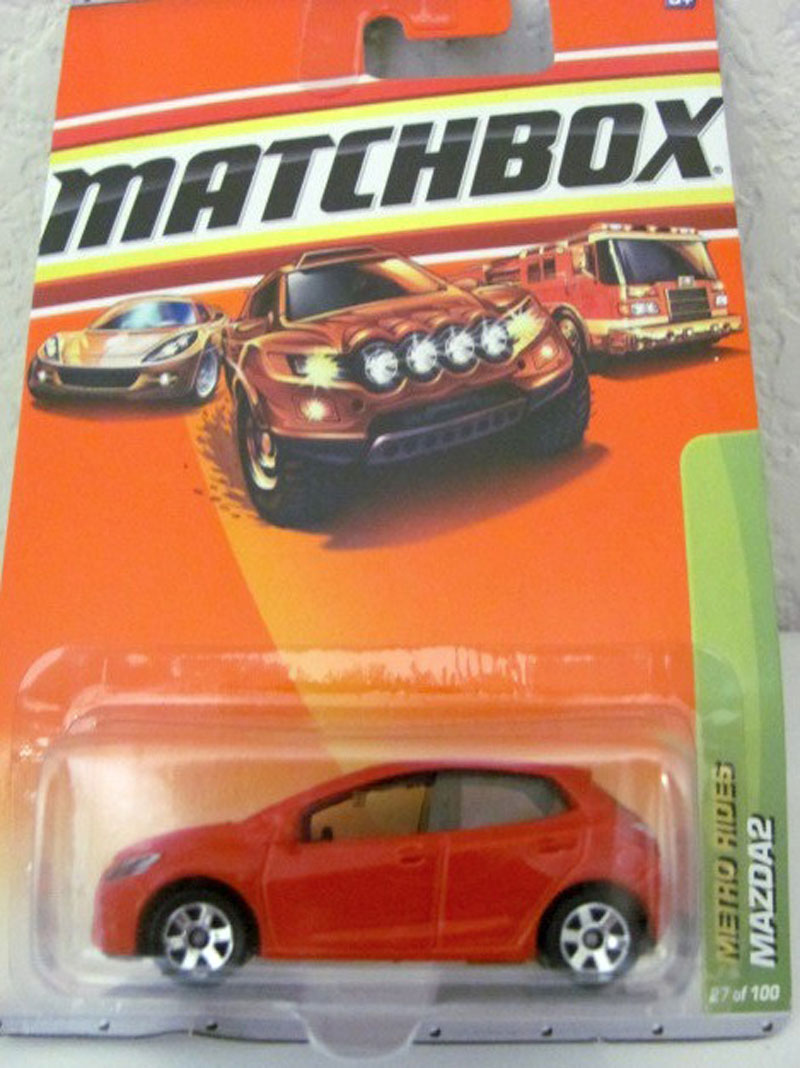 MATCHBOX
METRO RIDES
MAZDA2
27 of 100